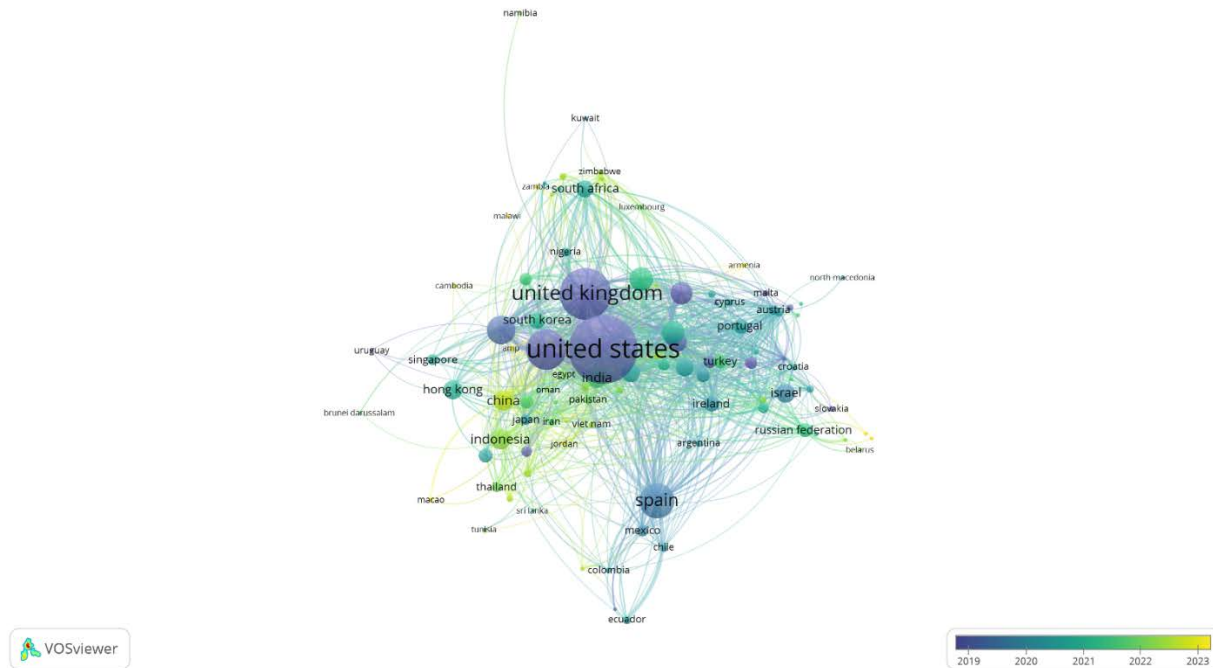 namibia
kuwait
zimbabwe
zambia
south africa
luxembourg
malawi
nigeria
armenia
north macedonia
cambodia
malta
united kingdom
cyprus
austria
south korea
portugal
uruguay
amp
united states
singapore
turkey
croatia
egypt
india
hong kong
oman
israel
china
pakistan
ireland
slovakia
brunei darussalam
japan
iran
viet nam
russian federation
indonesia
jordan
argentina
belarus
thailand
macao
spain
sri lanka
tunisia
mexico
chile
colombia
ecuador
VOSviewer
2019 2020 2021 2022 2023